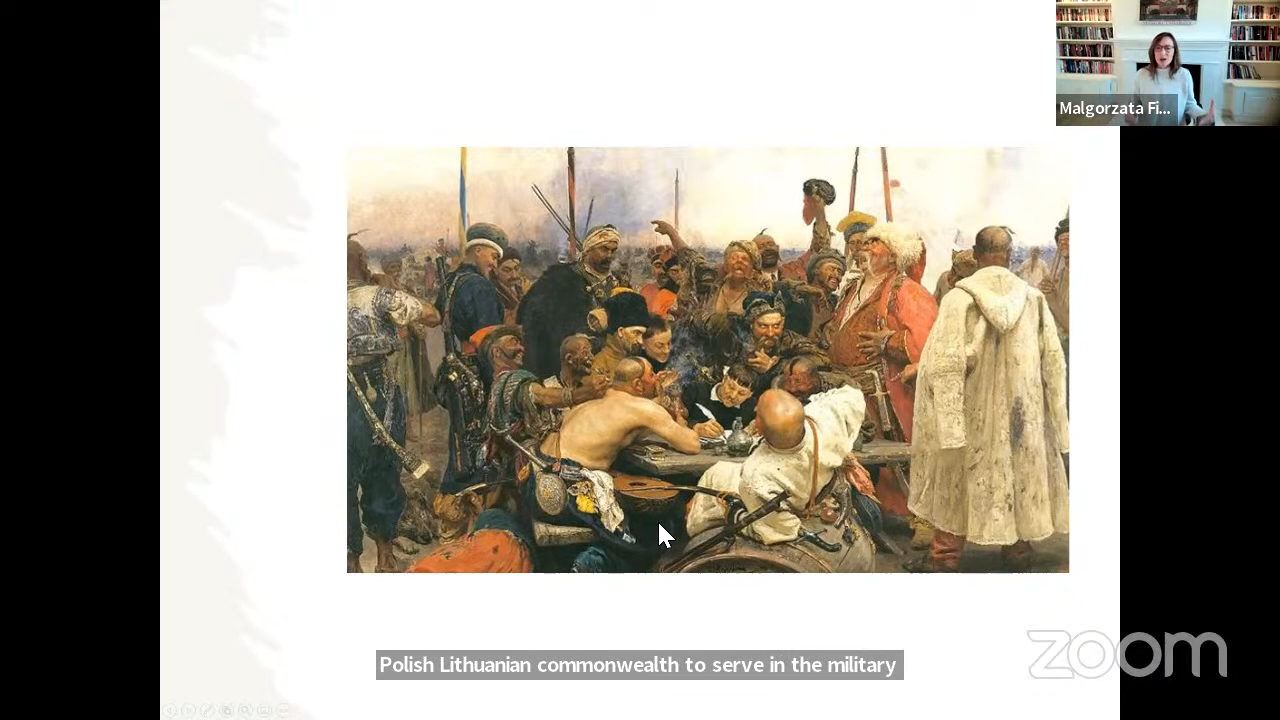 Malgorzata Fi...
Polish Lithuanian commonwealth to serve in the military
zoom